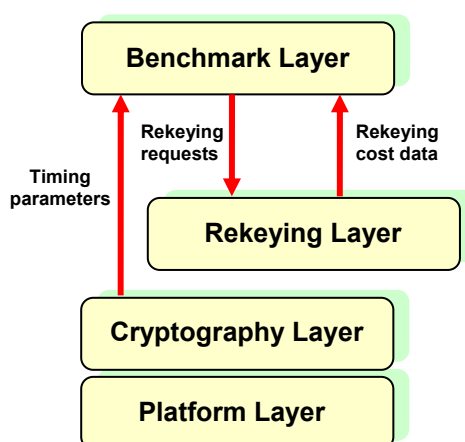 Benchmark Layer
Rekeying
requests
Rekeying
cost data
Timing
parameters
Rekeying Layer
Cryptography Layer
Platform Layer